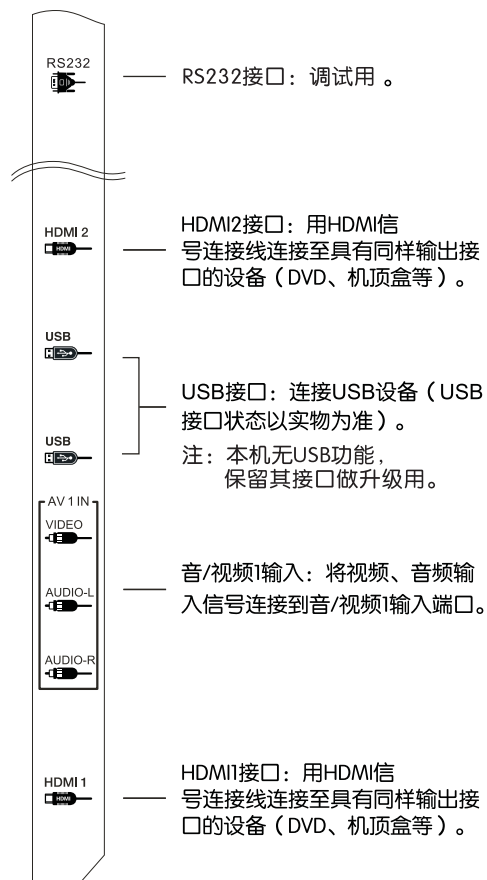 RS232
RS232接口：调试用 。
HDMI 2
HDMI2接口：用HDMI信
号连接线连接至具有同样输出接
口的设备（DVD、机顶盒等）。
HDMI
USB
USB接口：连接USB设备（USB
接口状态以实物为准）。
USB
注：本机无USB功能，
保留其接口做升级用。
AV 1 IN
VIDEO
音/视频1输入：将视频、音频输
入信号连接到音/视频1输入端口。
AUDIO-L
AUDIO-R
HDMI 1
HDMI1接口：用HDMI信
号连接线连接至具有同样输出接
口的设备（DVD、机顶盒等）。
HDMI